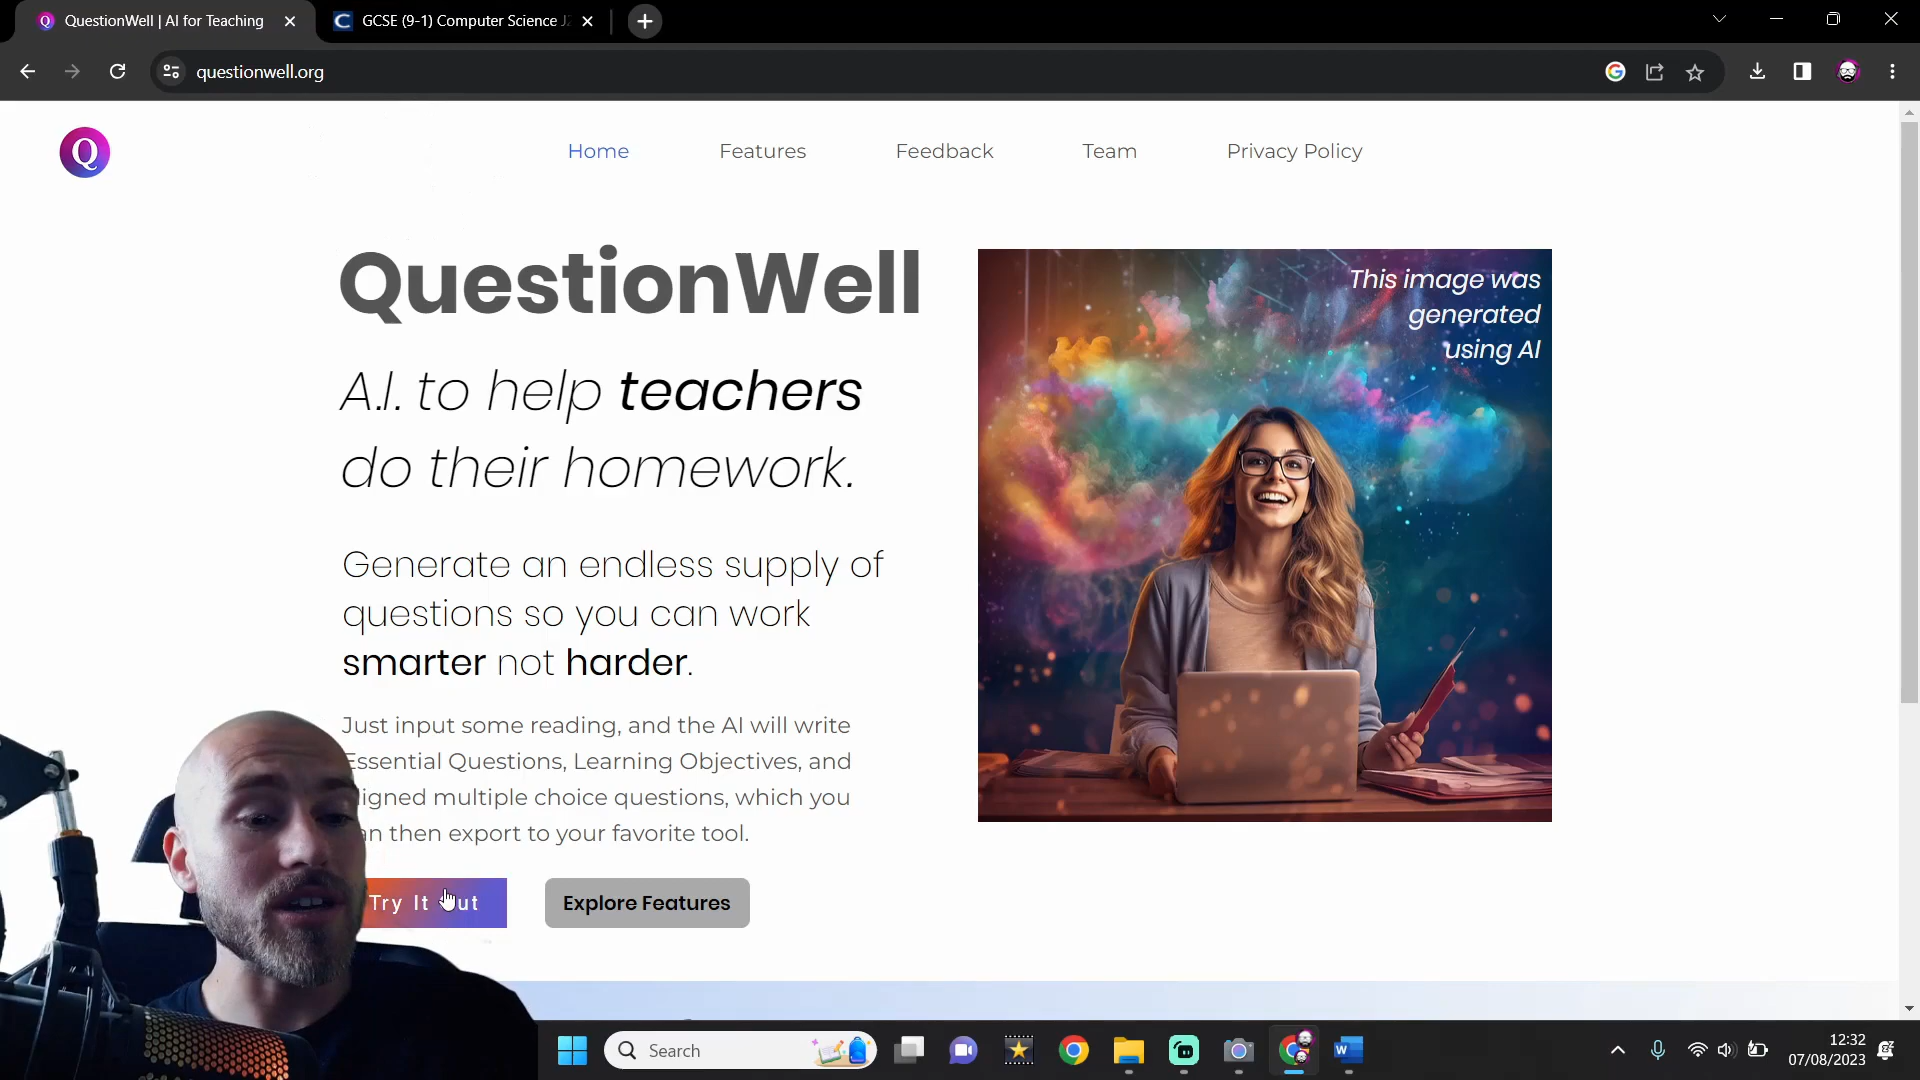 QuestionWell | AI for Teaching
GCSE (9-1) Computer Science
questionwell.org
Q
Home
Features
Feedback
Team
Privacy Policy
QuestionWell
A.I. to help teachers
do their homework.
Generate an endless supply of
questions so you can work
smarter not harder.
Just input some reading, and the AI will write
Essential Questions, Learning Objectives, and
ligned multiple choice questions, which you
an then export to your favorite tool.
Try It ut
Explore Features
This image was
generated
using AI
Search
12:32
07/08/2023